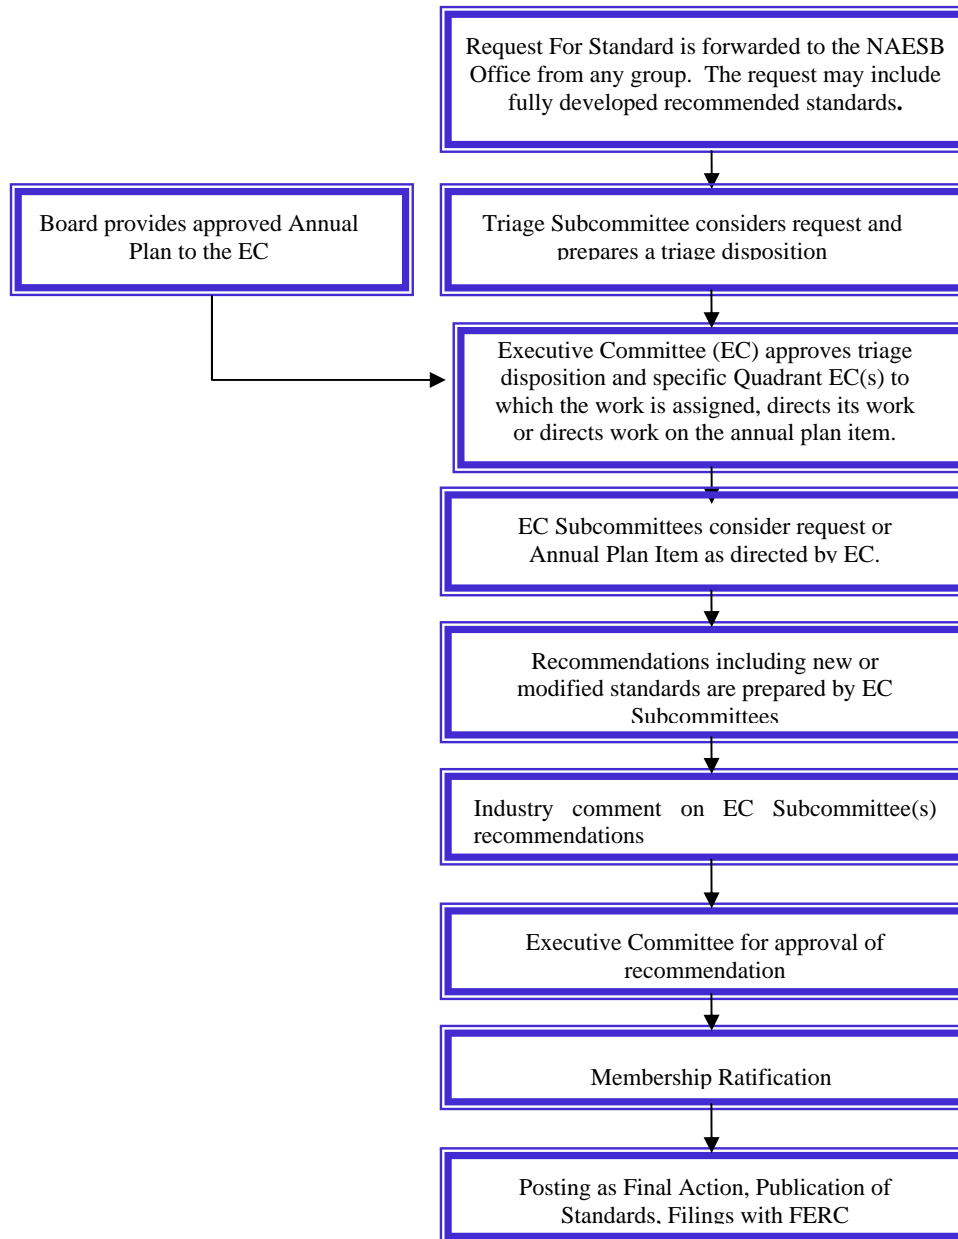 Request For Standard is forwarded to the NAESB
Office from any group. The request may include
fully developed recommended standards.
Board provides approved Annual
Plan to the EC
Triage Subcommittee considers request and
prepares a triage disposition
Executive Committee (EC) approves triage
disposition and specific Quadrant EC(s) to
which the work is assigned, directs its work
or directs work on the annual plan item.
EC Subcommittees consider request or
Annual Plan Item as directed by EC.
Recommendations including new or
modified standards are prepared by EC
Subcommittees
Industry comment on EC Subcommittee(s)
recommendations
Executive Committee for approval of
recommendation
Membership Ratification
Posting as Final Action, Publication of
Standards, Filings with FERC